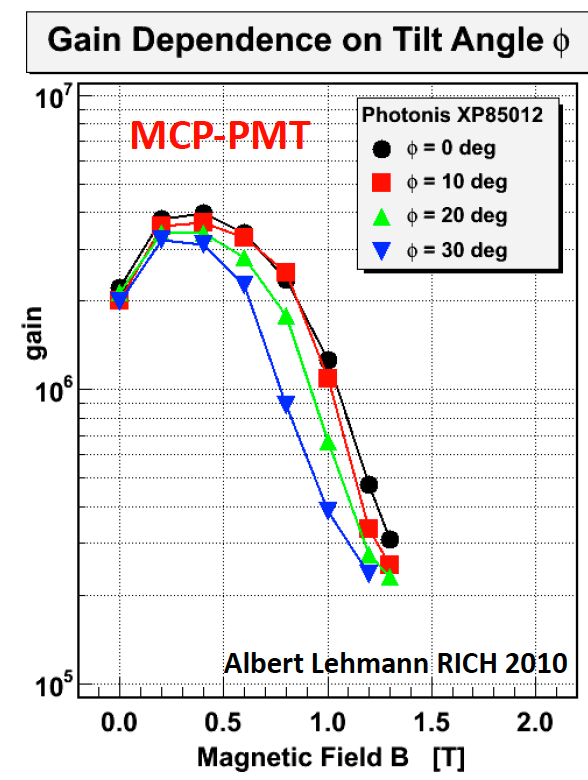 Gain Dependence on Tilt Angle ϕ
10⁷
MCP-PMT
Photonis XP85012
ϕ = 0 deg
ϕ = 10 deg
ϕ = 20 deg
ϕ = 30 deg
gain
10⁶
Albert Lehmann RICH 2010
10⁵
0.0 0.5 1.0 1.5 2.0
Magnetic Field B [T]